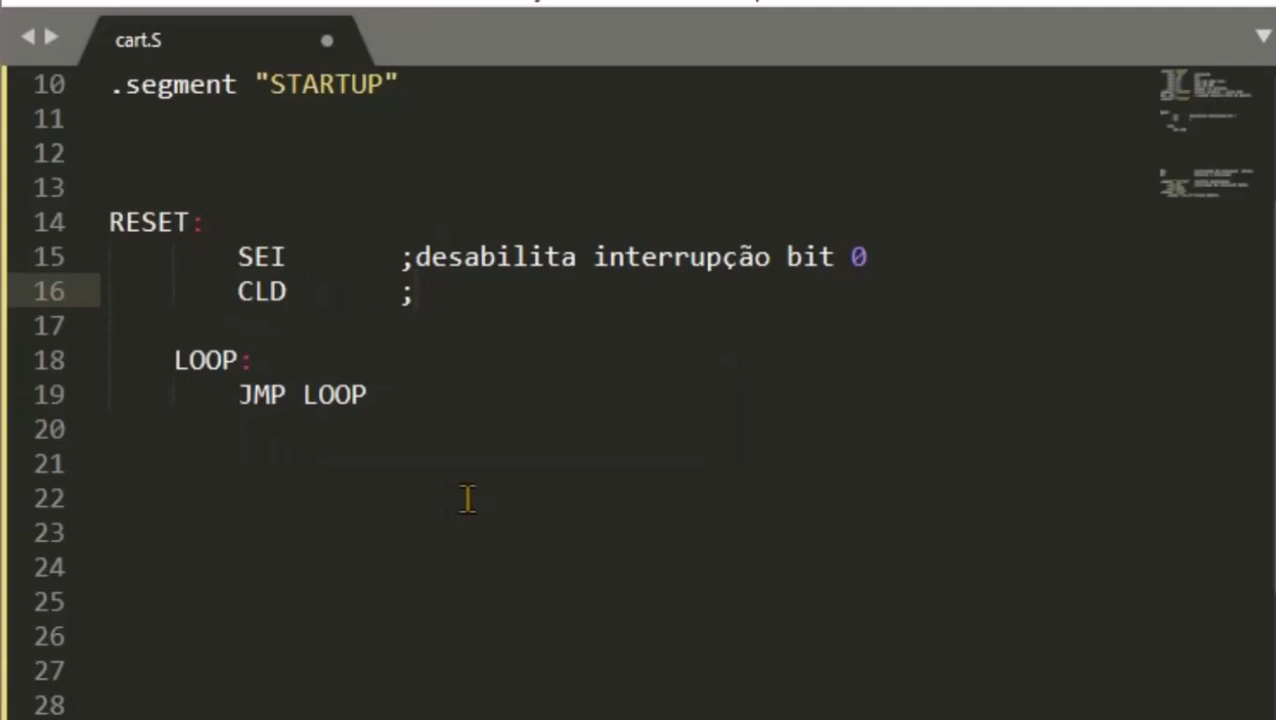 cart.S
10 .segment "STARTUP"
11
12
13
14 RESET:
15 SEI ;desabilita interrupção bit 0
16 CLD ;
17
18 LOOP:
19 JMP LOOP
20
21
22
23
24
25
26
27
28